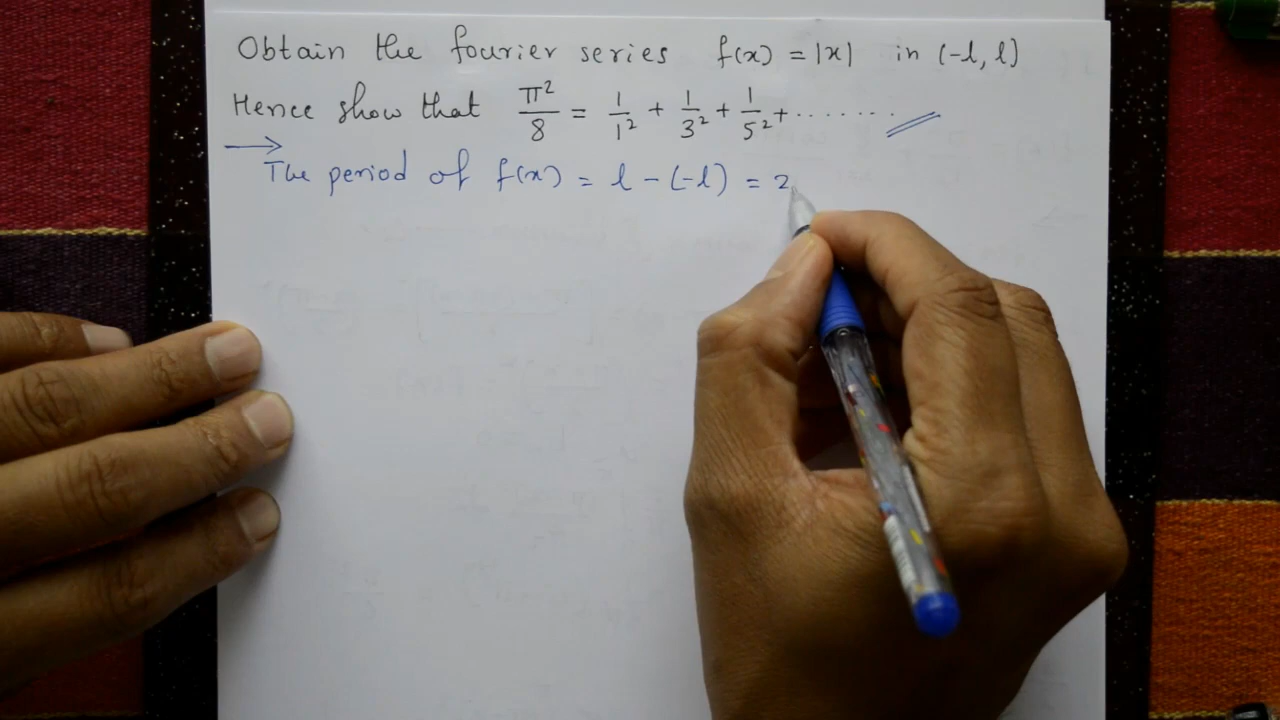 Obtain the fourier series f(x) = |x| in (-l, l)
Hence show that π²/8 = 1/1² + 1/3² + 1/5² + ........
→ The period of f(x) = l - (-l) = 2